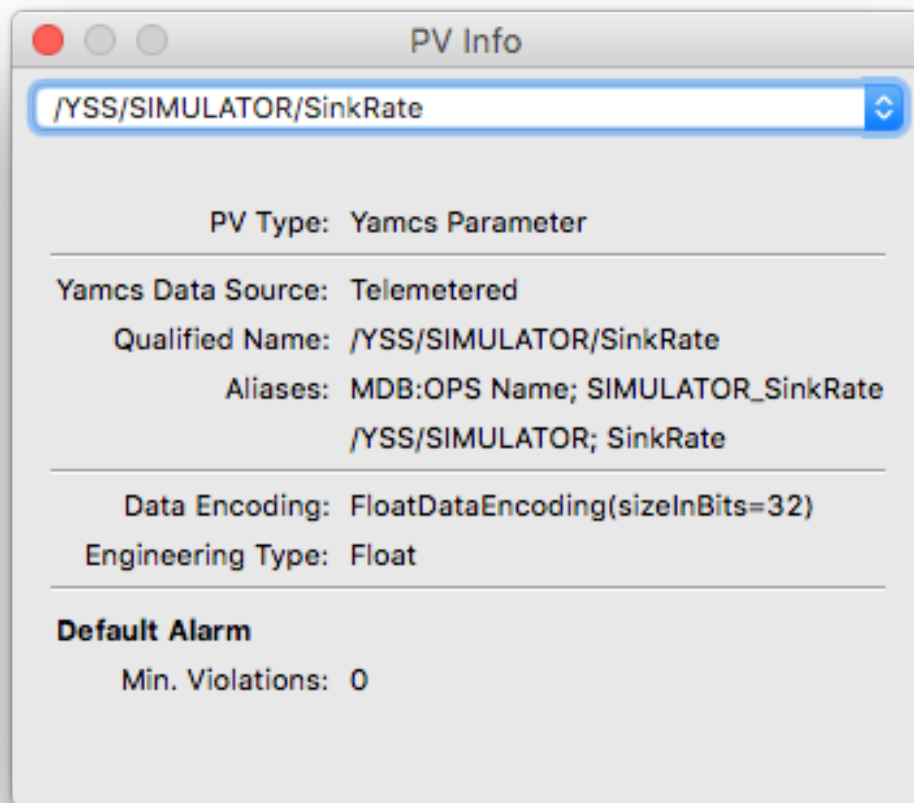 PV Info
/YSS/SIMULATOR/SinkRate
PV Type: Yamcs Parameter
Yamcs Data Source: Telemetered
Qualified Name: /YSS/SIMULATOR/SinkRate
Aliases: MDB:OPS Name; SIMULATOR_SinkRate
/YSS/SIMULATOR; SinkRate
Data Encoding: FloatDataEncoding(sizeInBits=32)
Engineering Type: Float
Default Alarm
Min. Violations: 0